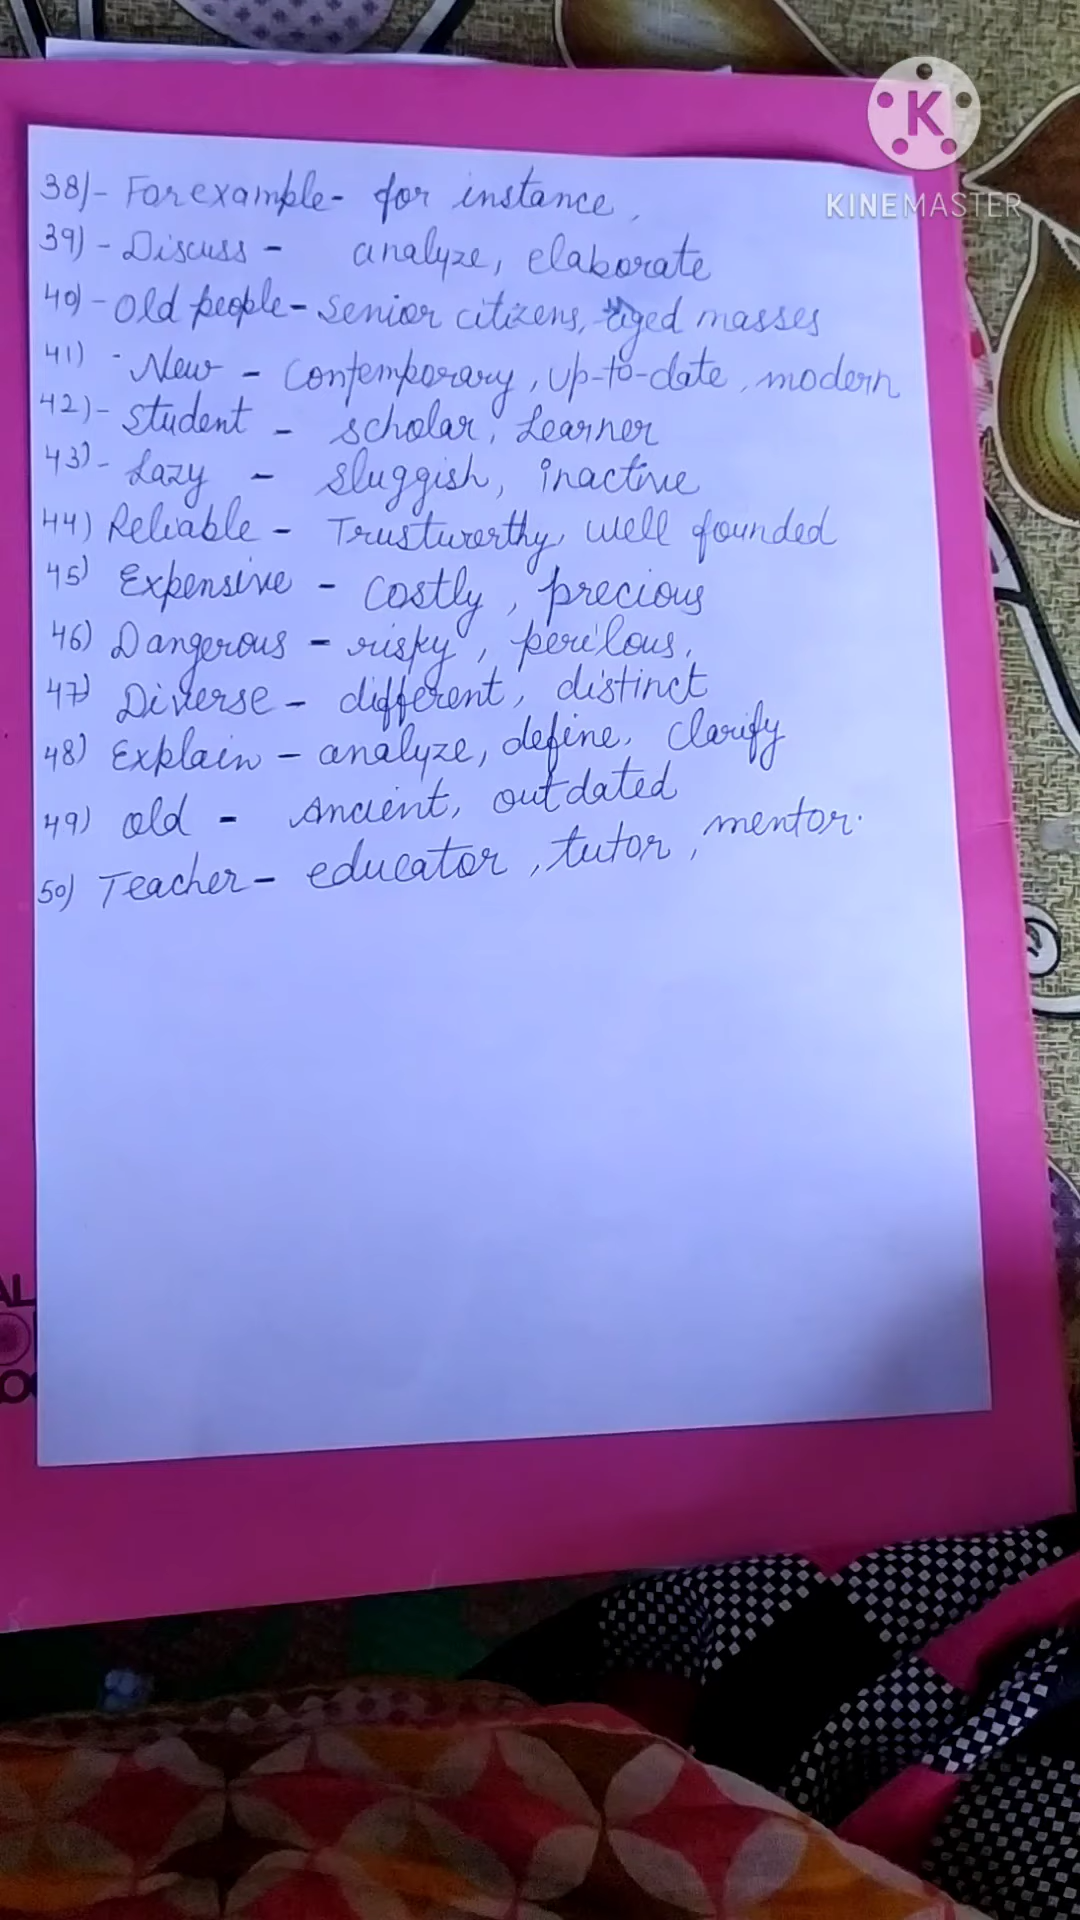 K
KINEMASTER
38)- For example- for instance,
39)- Discuss - analyze, elaborate
40)- Old people- Senior citizens, aged masses
41) - New - Contemporary, up-to-date, modern
42)- Student - scholar, Learner
43)- Lazy - sluggish, inactive
44) Reliable - Trustworthy, well founded
45) Expensive - costly, precious
46) Dangerous - risky, perilous.
47) Diverse - different, distinct
48) Explain - analyze, define, clarify
49) Old - Ancient, outdated
50) Teacher- educator, tutor, mentor.
AL